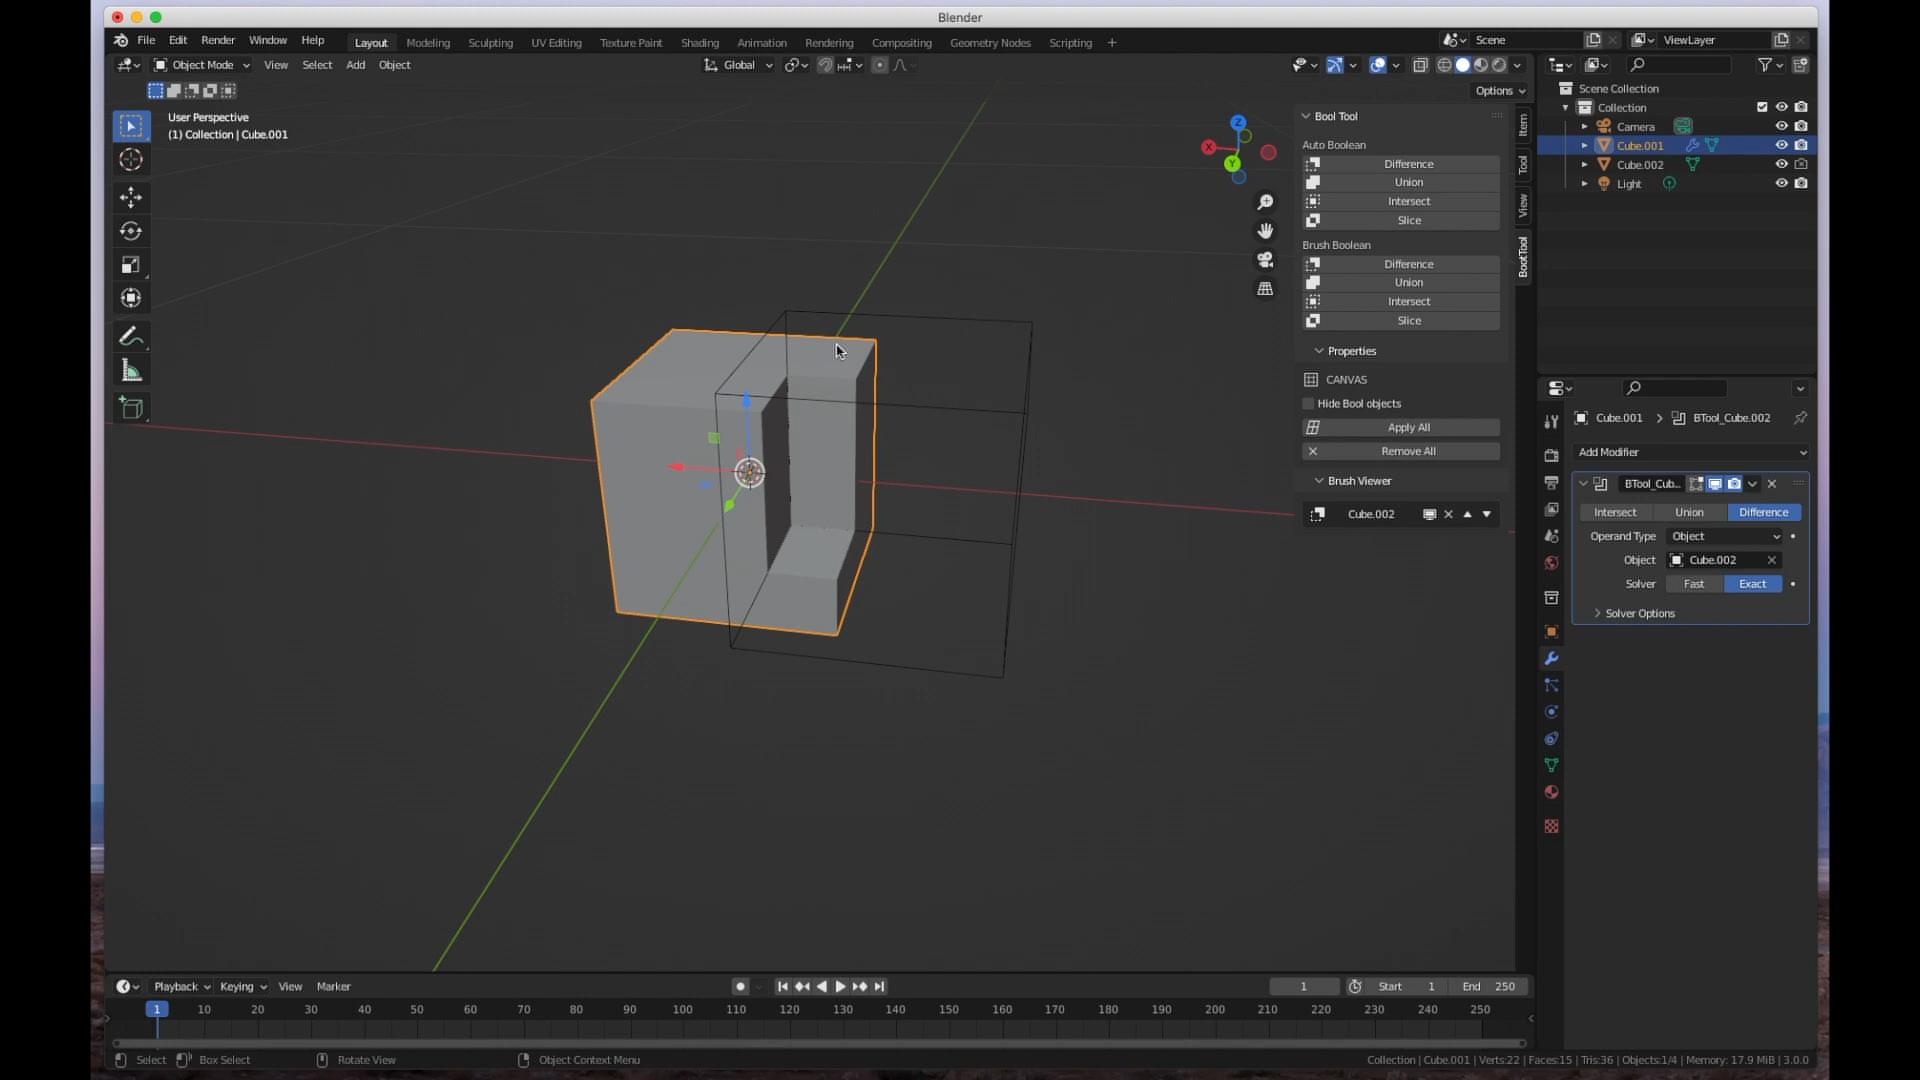 Blender
File Edit Render Window Help Layout Modeling Sculpting UV Editing Texture Paint Shading Animation Rendering Compositing Geometry Nodes Scripting + Scene ViewLayer
Object Mode View Select Add Object Global
Options
User Perspective
(1) Collection | Cube.001
Z
X
Y
Bool Tool
Auto Boolean
Difference
Union
Intersect
Slice
Brush Boolean
Difference
Union
Intersect
Slice
Properties
CANVAS
Hide Bool objects
Apply All
Remove All
Brush Viewer
Cube.002
Item
Tool
View
BoolTool
Scene Collection
Collection
Camera
Cube.001
Cube.002
Light
Cube.001 > BTool_Cube.002
Add Modifier
BTool_Cub...
Intersect Union Difference
Operand Type Object
Object Cube.002
Solver Fast Exact
Solver Options
Playback Keying View Marker 1 Start 1 End 250
1 10 20 30 40 50 60 70 80 90 100 110 120 130 140 150 160 170 180 190 200 210 220 230 240 250
Select Box Select Rotate View Object Context Menu Collection | Cube.001 | Verts:22 | Faces:15 | Tris:36 | Objects:1/4 | Memory: 17.9 MiB | 3.0.0